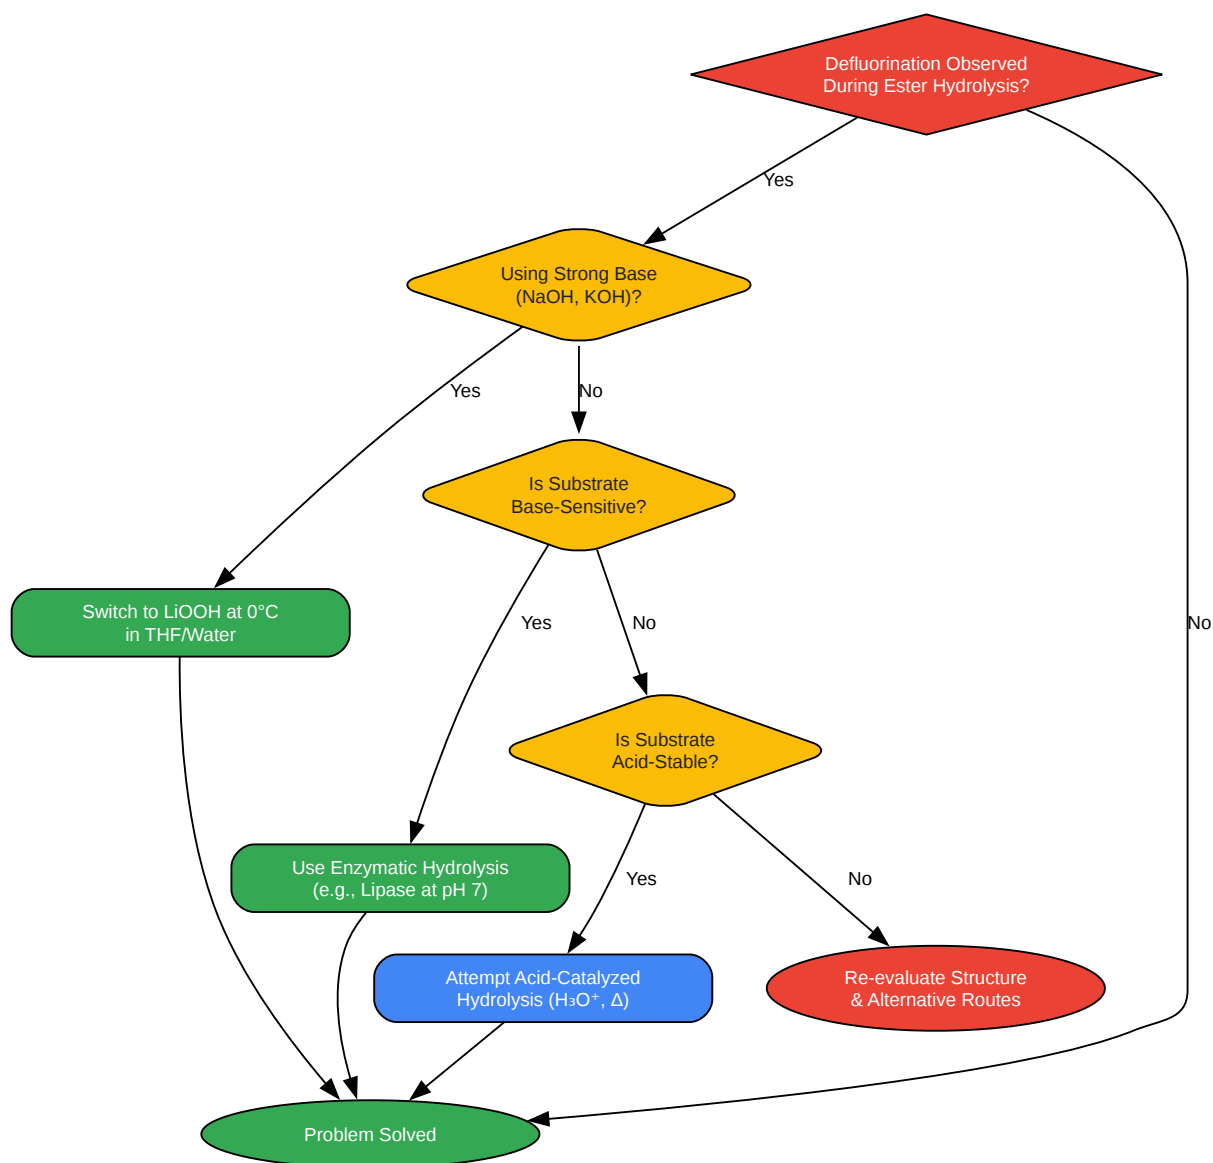 Defluorination Observed
During Ester Hydrolysis?
Yes
Using Strong Base
(NaOH, KOH)?
Yes
No
Is Substrate
Base-Sensitive?
Switch to LiOOH at 0°C
in THF/Water
Yes
No
No
Is Substrate
Acid-Stable?
Use Enzymatic Hydrolysis
(e.g., Lipase at pH 7)
Yes
No
Attempt Acid-Catalyzed
Hydrolysis (H₃O⁺, Δ)
Re-evaluate Structure
& Alternative Routes
Problem Solved